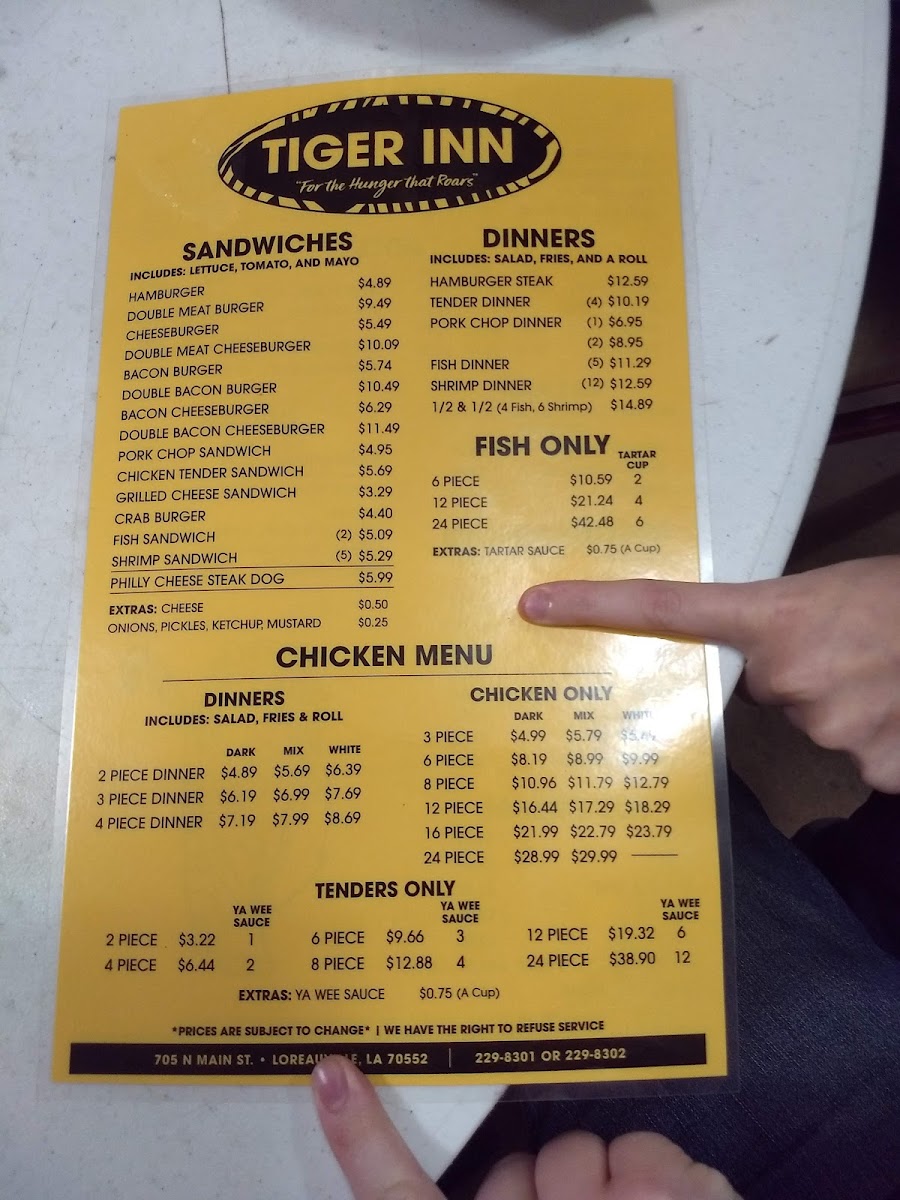 TIGER INN
"For the Hunger that Roars"
SANDWICHES
INCLUDES: LETTUCE, TOMATO, AND MAYO
HAMBURGER $4.89
DOUBLE MEAT BURGER $9.49
CHEESEBURGER $5.49
DOUBLE MEAT CHEESEBURGER $10.09
BACON BURGER $5.74
DOUBLE BACON BURGER $10.49
BACON CHEESEBURGER $6.29
DOUBLE BACON CHEESEBURGER $11.49
PORK CHOP SANDWICH $4.95
CHICKEN TENDER SANDWICH $5.69
GRILLED CHEESE SANDWICH $3.29
CRAB BURGER $4.40
FISH SANDWICH (2) $5.09
SHRIMP SANDWICH (5) $5.29
PHILLY CHEESE STEAK DOG $5.99
EXTRAS: CHEESE $0.50
ONIONS, PICKLES, KETCHUP, MUSTARD $0.25
DINNERS
INCLUDES: SALAD, FRIES, AND A ROLL
HAMBURGER STEAK $12.59
TENDER DINNER (4) $10.19
PORK CHOP DINNER (1) $6.95
(2) $8.95
FISH DINNER (5) $11.29
SHRIMP DINNER (12) $12.59
1/2 & 1/2 (4 Fish, 6 Shrimp) $14.89
FISH ONLY TARTAR
CUP
6 PIECE $10.59 2
12 PIECE $21.24 4
24 PIECE $42.48 6
EXTRAS: TARTAR SAUCE $0.75 (A Cup)
CHICKEN MENU
DINNERS
INCLUDES: SALAD, FRIES & ROLL
DARK MIX WHITE
2 PIECE DINNER $4.89 $5.69 $6.39
3 PIECE DINNER $6.19 $6.99 $7.69
4 PIECE DINNER $7.19 $7.99 $8.69
CHICKEN ONLY
DARK MIX WHITE
3 PIECE $4.99 $5.79
6 PIECE $8.19 $8.99 $9.99
8 PIECE $10.96 $11.79 $12.79
12 PIECE $16.44 $17.29 $18.29
16 PIECE $21.99 $22.79 $23.79
24 PIECE $28.99 $29.99 ——
TENDERS ONLY
YA WEE YA WEE YA WEE
SAUCE SAUCE SAUCE
2 PIECE $3.22 1 6 PIECE $9.66 3 12 PIECE $19.32 6
4 PIECE $6.44 2 8 PIECE $12.88 4 24 PIECE $38.90 12
EXTRAS: YA WEE SAUCE $0.75 (A Cup)
*PRICES ARE SUBJECT TO CHANGE* | WE HAVE THE RIGHT TO REFUSE SERVICE
705 N MAIN ST. • LA 70552 | 229-8301 OR 229-8302